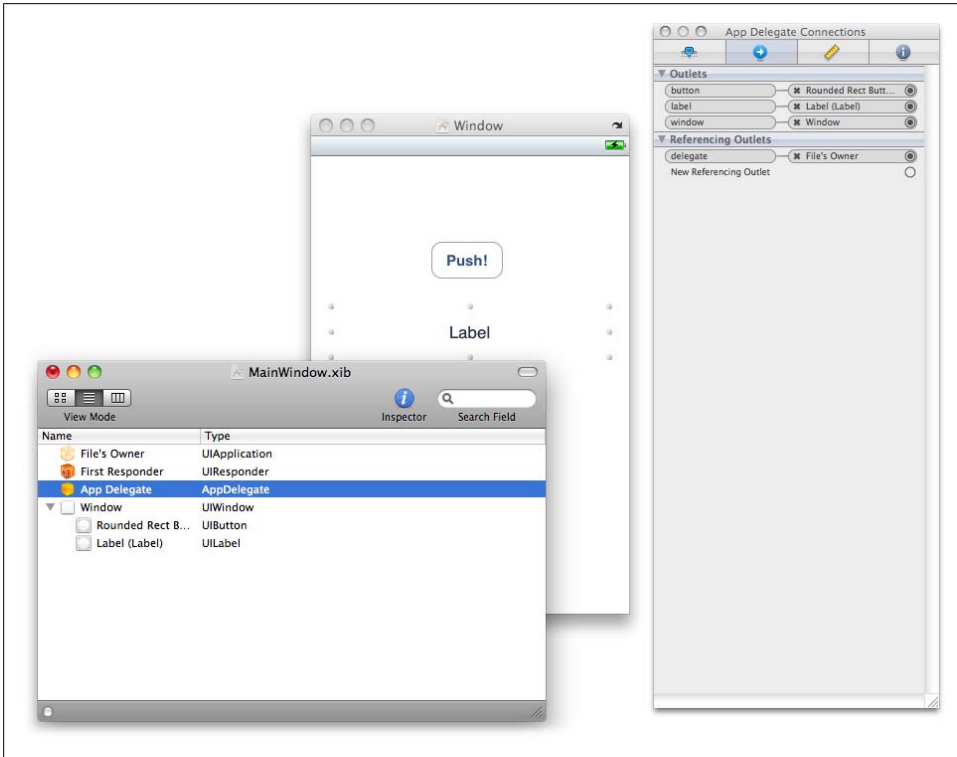 App Delegate Connections
Outlets
button Rounded Rect Butt...
label Label (Label)
window Window
Referencing Outlets
delegate File's Owner
New Referencing Outlet
Window
Push!
Label
MainWindow.xib
View Mode Inspector Search Field
Name Type
File's Owner UIApplication
First Responder UIResponder
App Delegate AppDelegate
Window UIWindow
Rounded Rect B... UIButton
Label (Label) UILabel